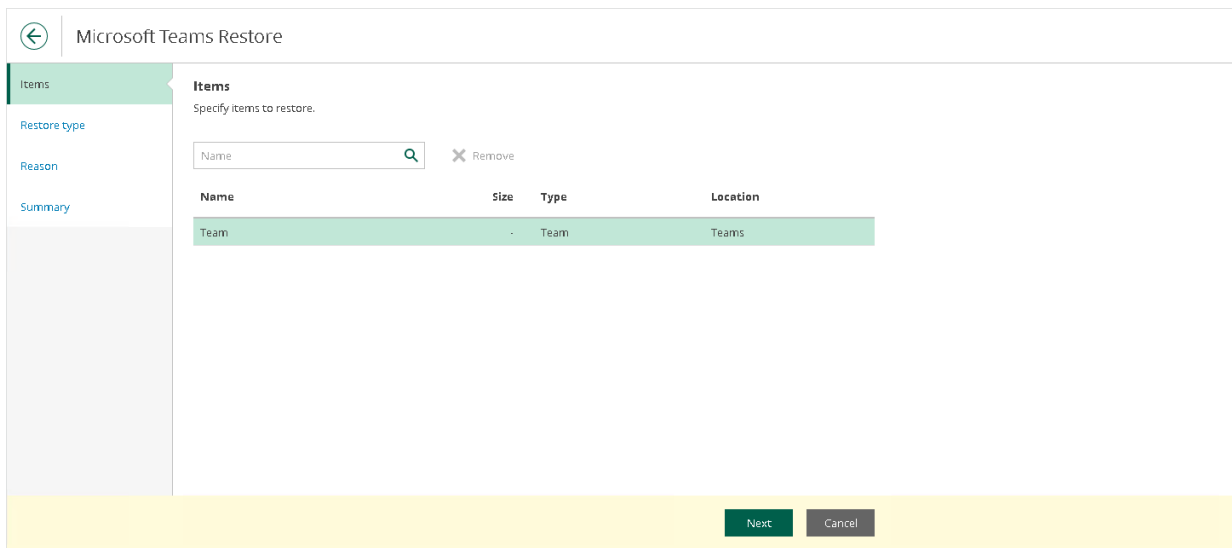 Microsoft Teams Restore
Items
Restore type
Reason
Summary
Items
Specify items to restore.
Name
Remove
Name Size Type Location
Team - Team Teams
Next Cancel